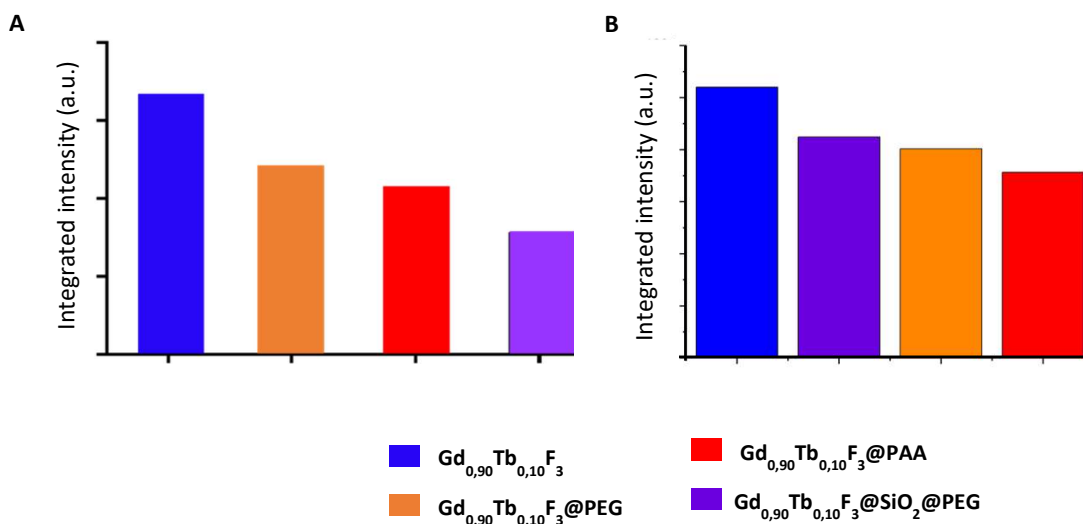 A
B
Integrated intensity (a.u.)
Integrated intensity (a.u.)
Gd0,90Tb0,10F3
Gd0,90Tb0,10F3@PEG
Gd0,90Tb0,10F3@PAA
Gd0,90Tb0,10F3@SiO2@PEG